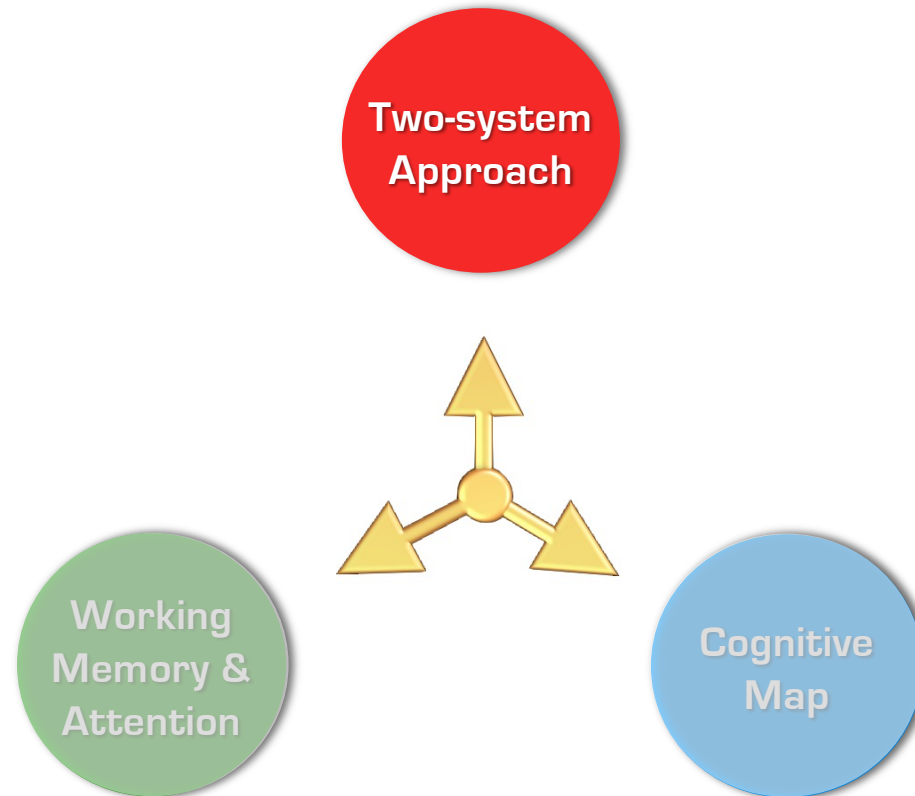 Two-system
Approach
Working
Memory &
Attention
Cognitive
Map